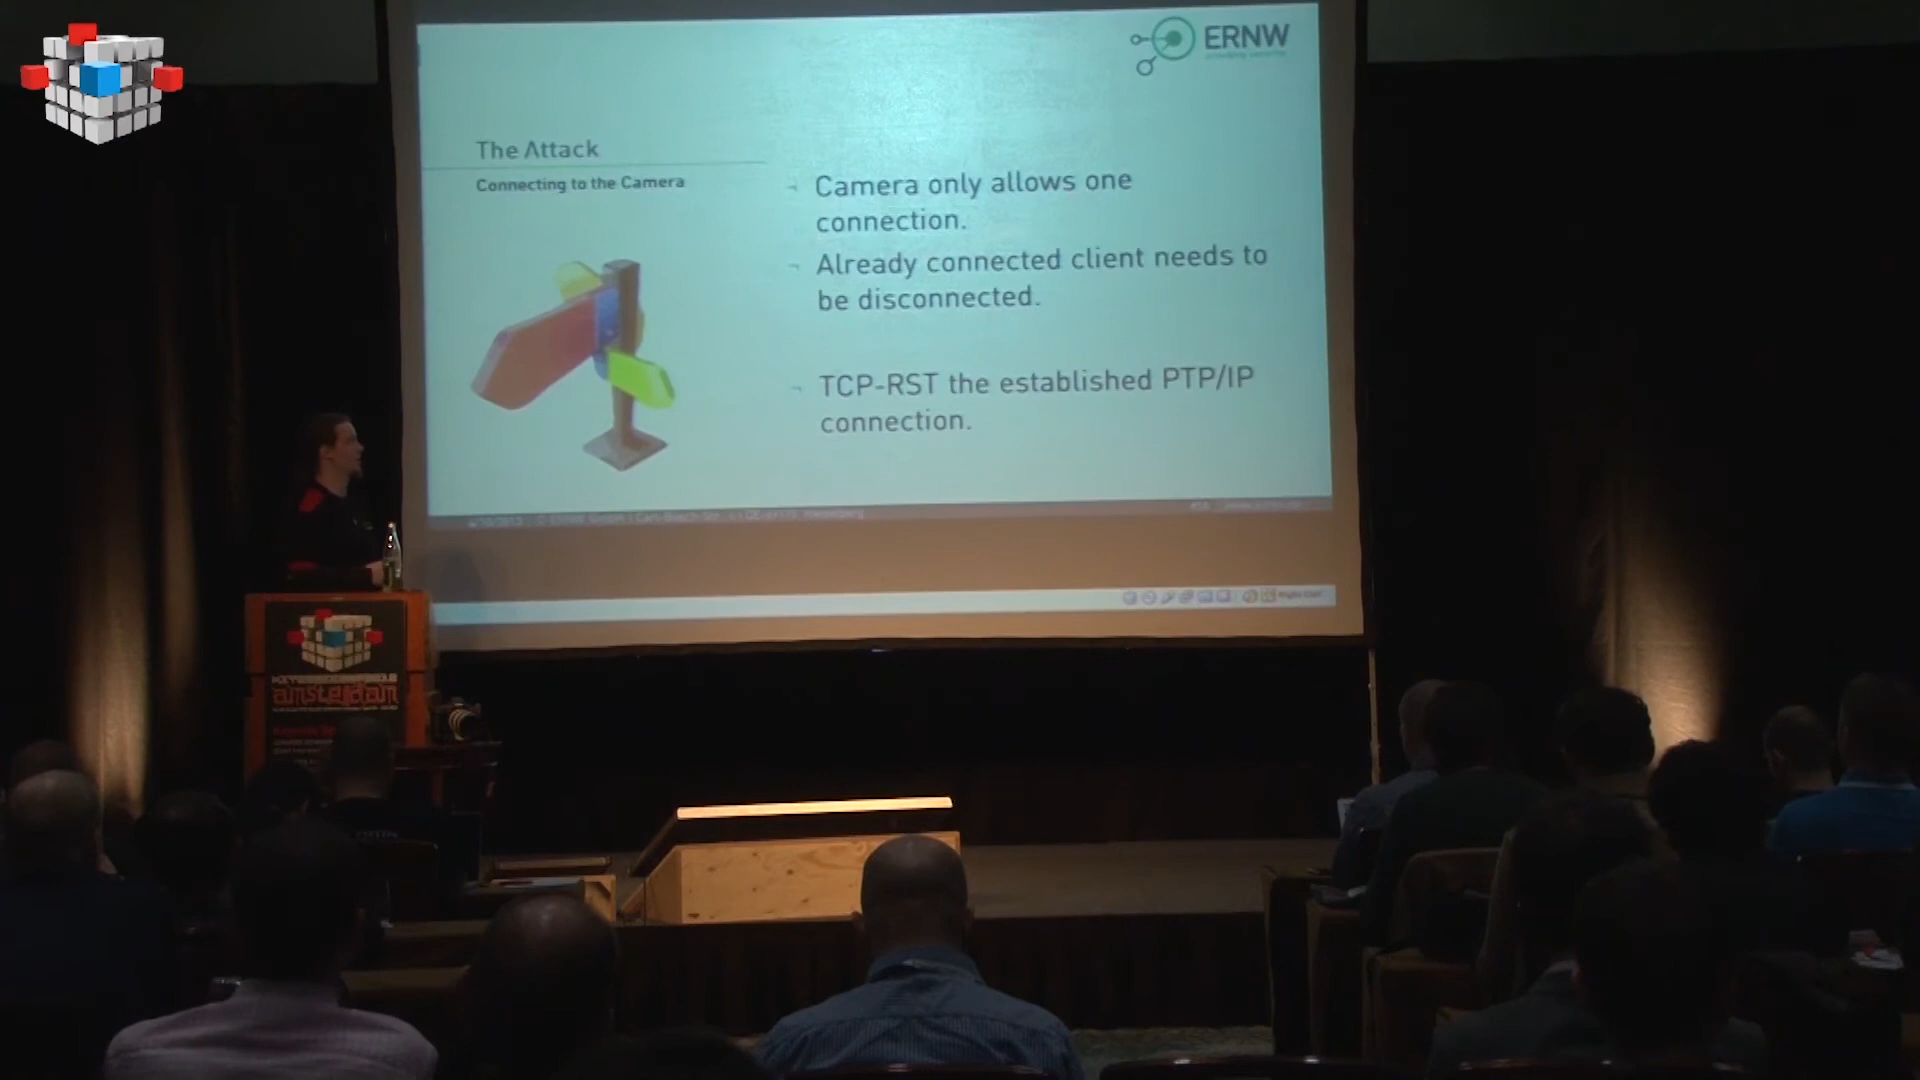 ERNW
The Attack
Connecting to the Camera
¬ Camera only allows one
connection.
¬ Already connected client needs to
be disconnected.
¬ TCP-RST the established PTP/IP
connection.
amsterdam